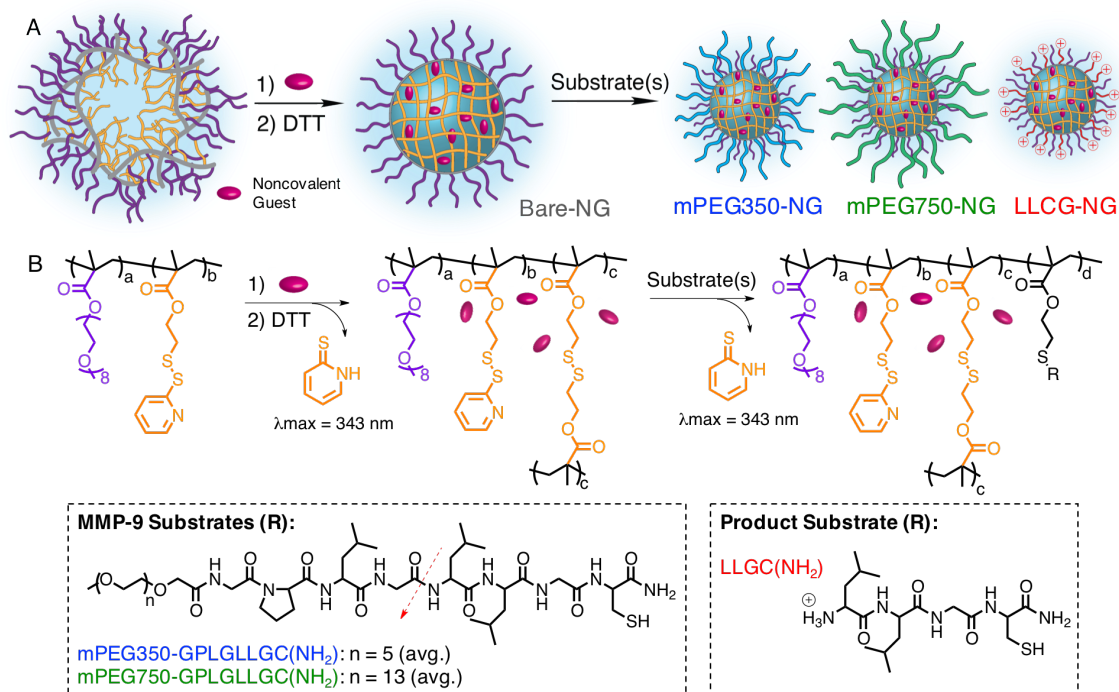 A
1)
2) DTT
Noncovalent
Guest
Bare-NG
Substrate(s)
mPEG350-NG
mPEG750-NG
LLCG-NG
B
a
b
O
O
O
O
O
8
S
S
N
1)
2) DTT
S
NH
λmax = 343 nm
a
b
c
O
O
O
O
O
O
O
8
S
S
N
S
S
O
O
c
Substrate(s)
S
NH
λmax = 343 nm
a
b
c
d
O
O
O
O
O
O
O
O
O
8
S
S
N
S
S
S
R
O
O
c
MMP-9 Substrates (R):
O
n
O
O
H
N
O
N
O
H
N
O
N
H
O
H
N
O
N
H
O
H
N
O
N
H
O
NH2
SH
mPEG350-GPLGLLGC(NH2): n = 5 (avg.)
mPEG750-GPLGLLGC(NH2): n = 13 (avg.)
Product Substrate (R):
LLGC(NH2)
+
H3N
O
H
N
O
H
N
O
H
N
O
NH2
SH